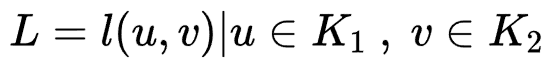 L = l(u, v)|u ∈ K₁ , v ∈ K₂